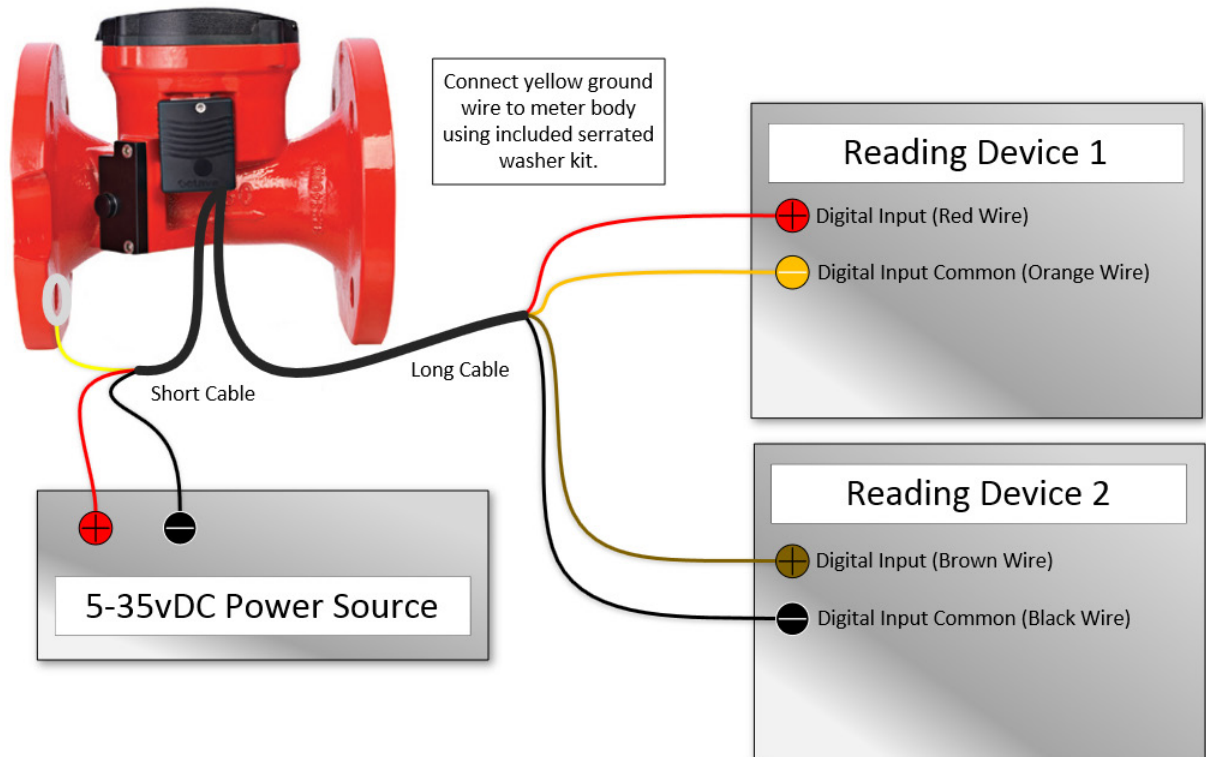 Connect yellow ground
wire to meter body
using included serrated
washer kit.
Reading Device 1
Digital Input (Red Wire)
Digital Input Common (Orange Wire)
Long Cable
Short Cable
5-35vDC Power Source
Reading Device 2
Digital Input (Brown Wire)
Digital Input Common (Black Wire)